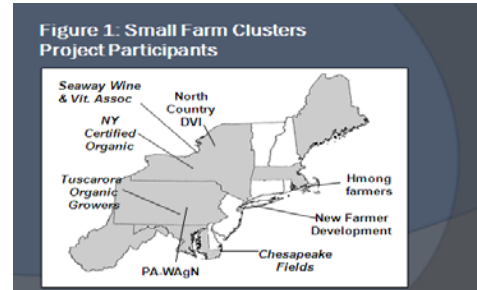 Figure 1: Small Farm Clusters
Project Participants
Seaway Wine
& Vit. Assoc
North
Country
DVI
NY
Certified
Organic
Tuscarora
Organic
Growers
Hmong
farmers
New Farmer
Development
Chesapeake
Fields
PA-WAgN